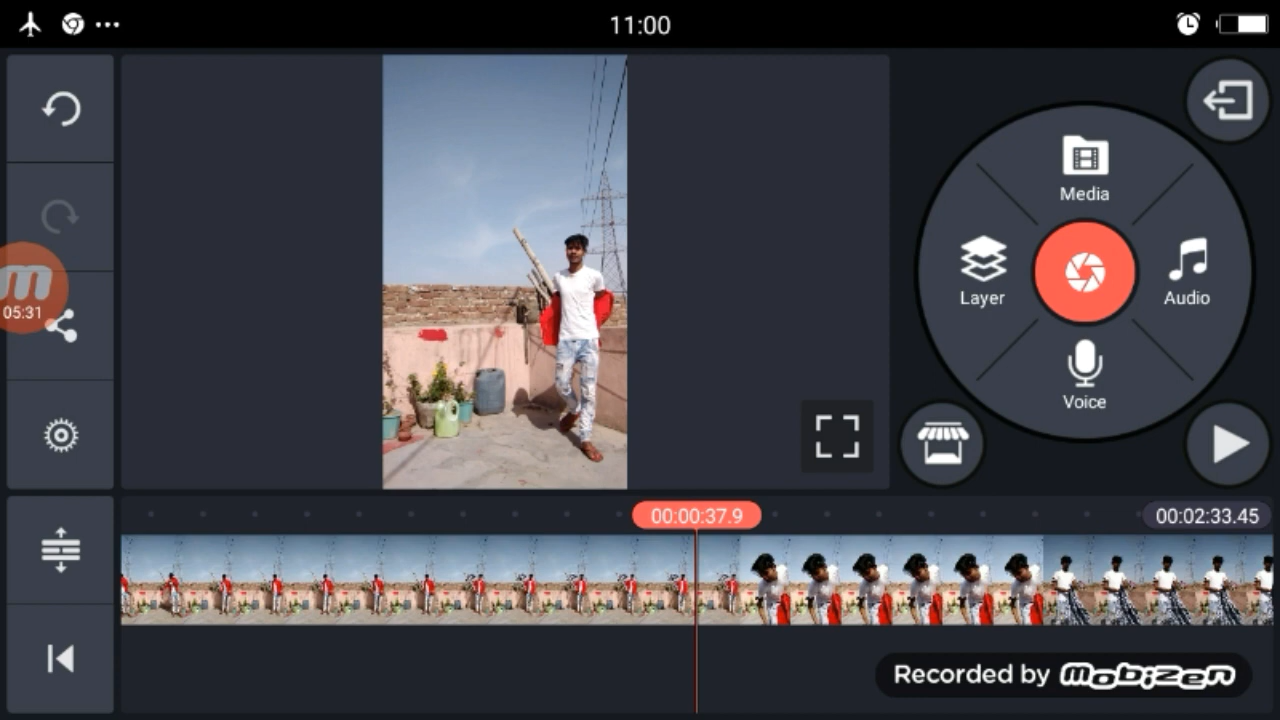 11:00
Media
Layer
Audio
Voice
m
05:31
00:00:37.9
00:02:33.45
Recorded by mobizen